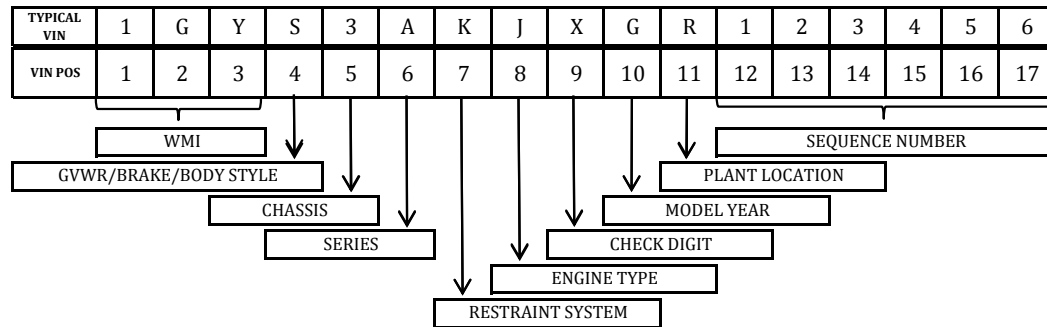 TYPICAL VIN 1 G Y S 3 A K J X G R 1 2 3 4 5 6
VIN POS 1 2 3 4 5 6 7 8 9 10 11 12 13 14 15 16 17
WMI SEQUENCE NUMBER
GVWR/BRAKE/BODY STYLE PLANT LOCATION
CHASSIS MODEL YEAR
SERIES CHECK DIGIT
ENGINE TYPE
RESTRAINT SYSTEM